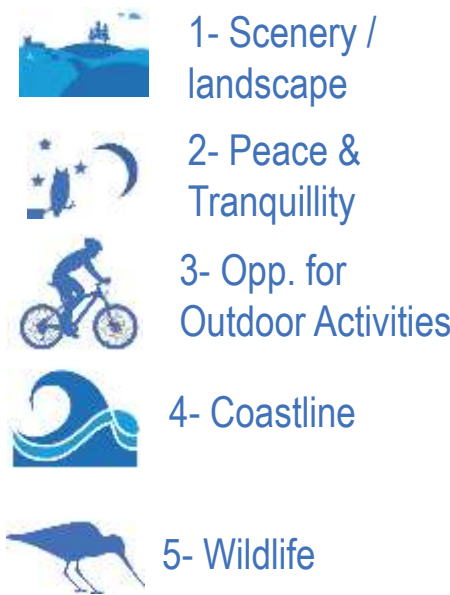 1- Scenery /
landscape
2- Peace &
Tranquillity
3- Opp. for
Outdoor Activities
4- Coastline
5- Wildlife